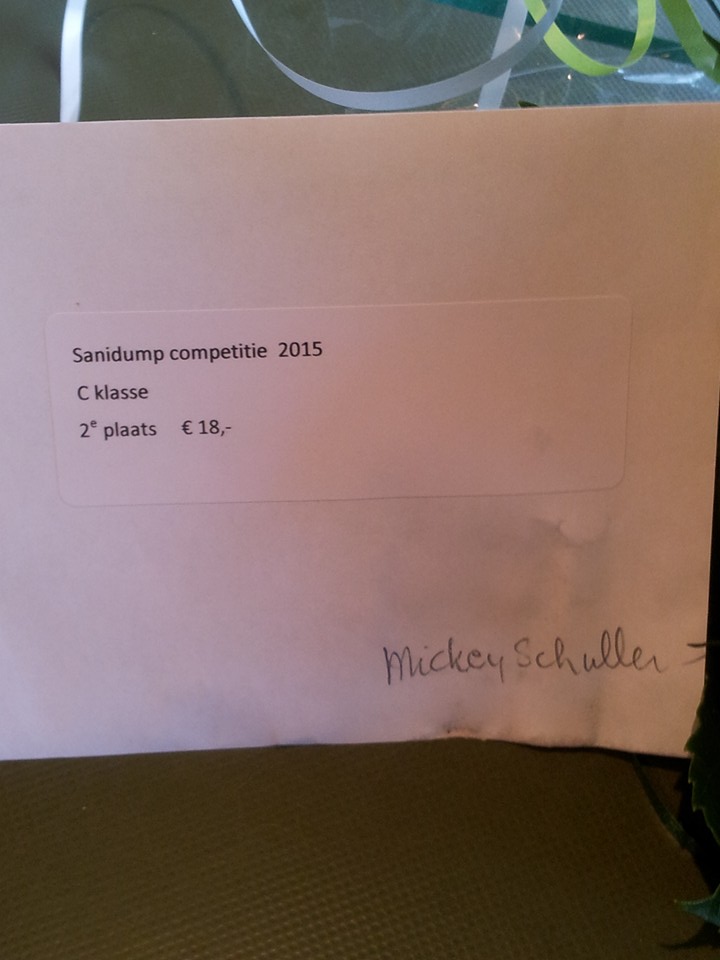 Sanidump competitie 2015
C klasse
2e plaats € 18,-
Mickey Schuller